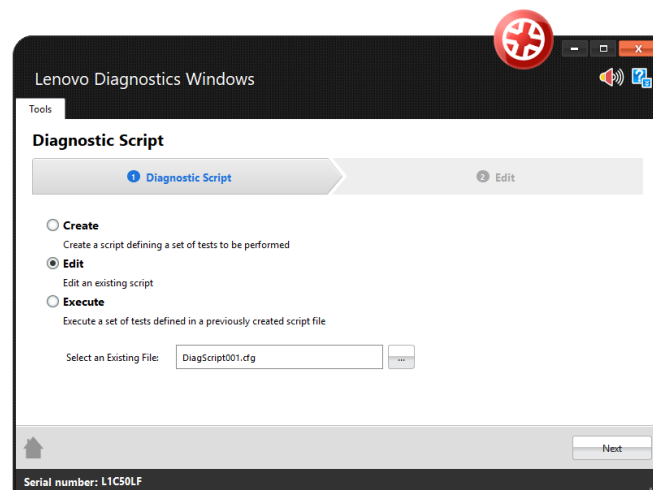 Lenovo Diagnostics Windows
Tools
Diagnostic Script
1 Diagnostic Script
2 Edit
Create
Create a script defining a set of tests to be performed
Edit
Edit an existing script
Execute
Execute a set of tests defined in a previously created script file
Select an Existing File: DiagScript001.cfg ...
Next
Serial number: L1C50LF